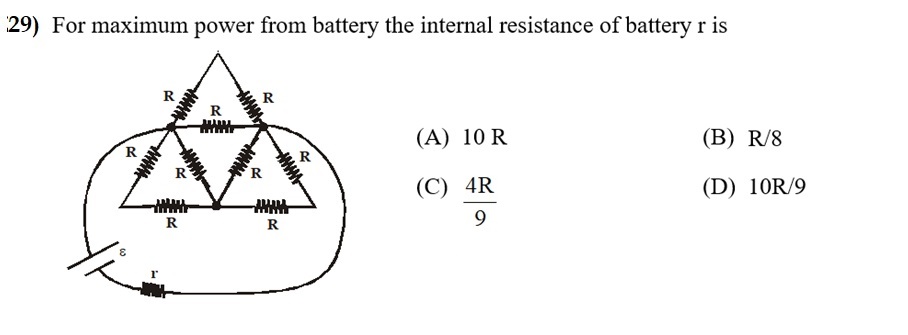 29) For maximum power from battery the internal resistance of battery r is
R
R
R
R
R
R
R
R
R
ε
r
(A) 10 R
(B) R/8
(C) 4R/9
(D) 10R/9